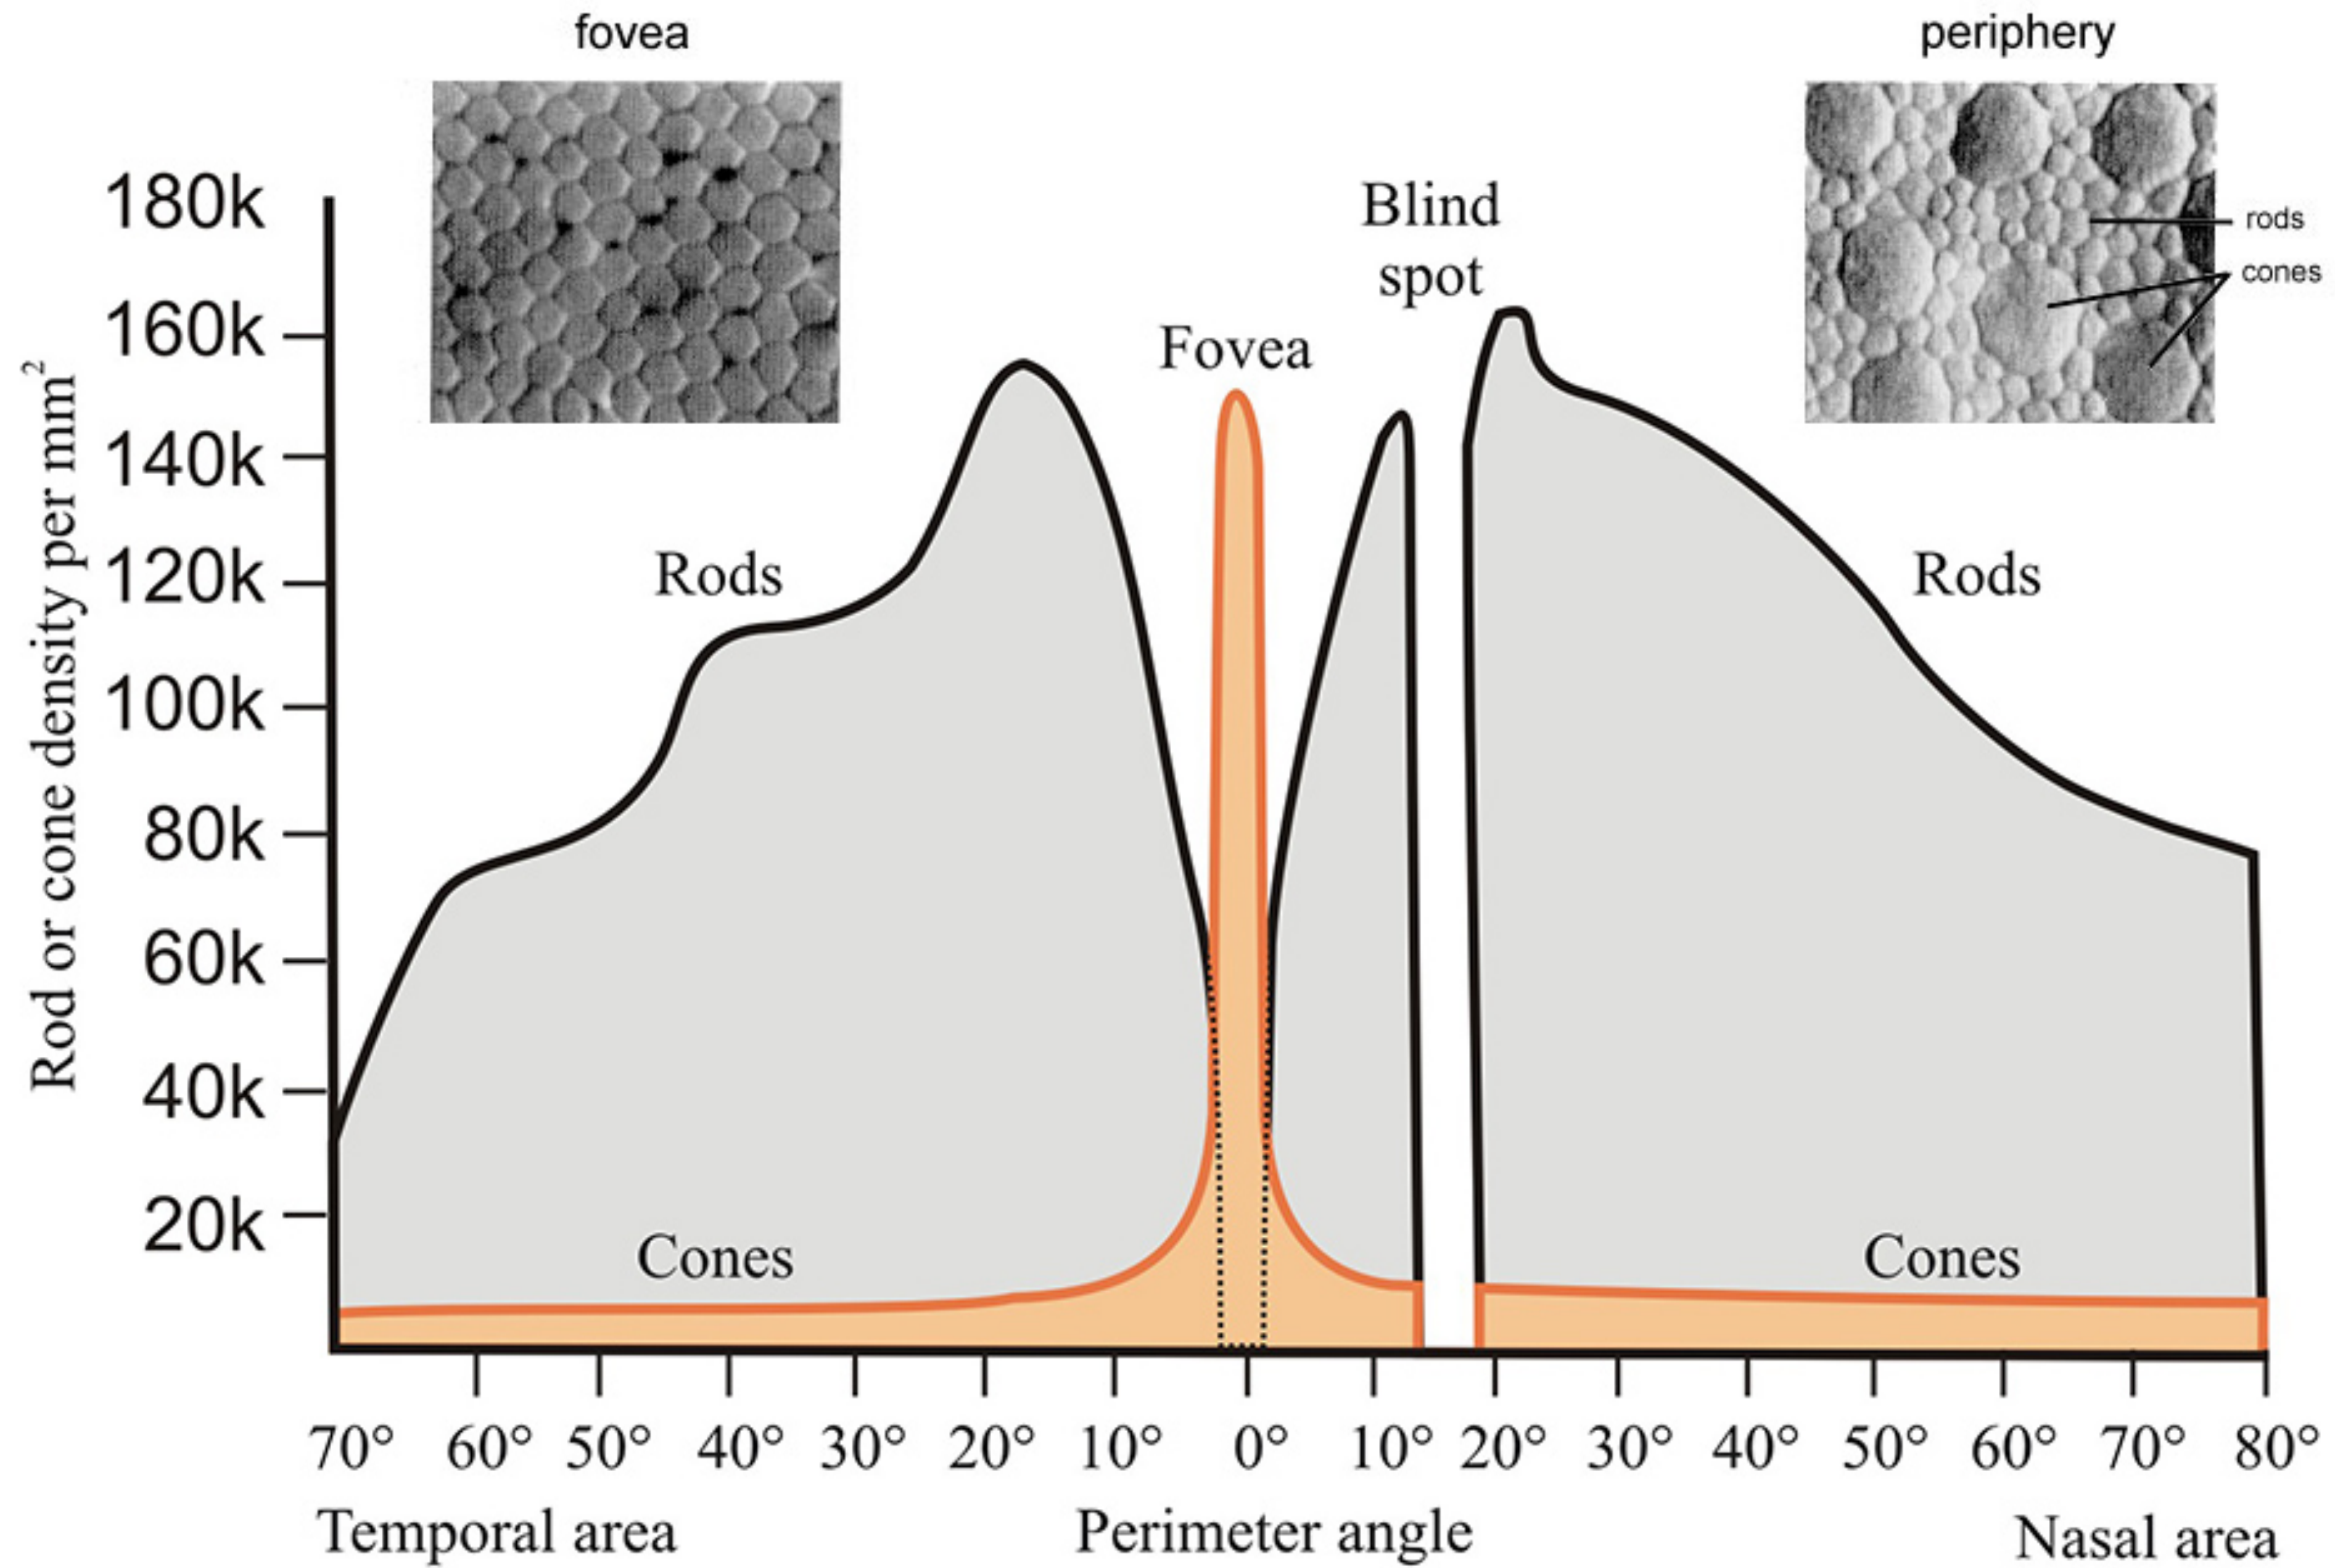 fovea
periphery
rods
cones
Blind
spot
Fovea
Rods
Rods
Cones
Cones
Rod or cone density per mm²
180k
160k
140k
120k
100k
80k
60k
40k
20k
70° 60° 50° 40° 30° 20° 10° 0° 10° 20° 30° 40° 50° 60° 70° 80°
Temporal area Perimeter angle Nasal area